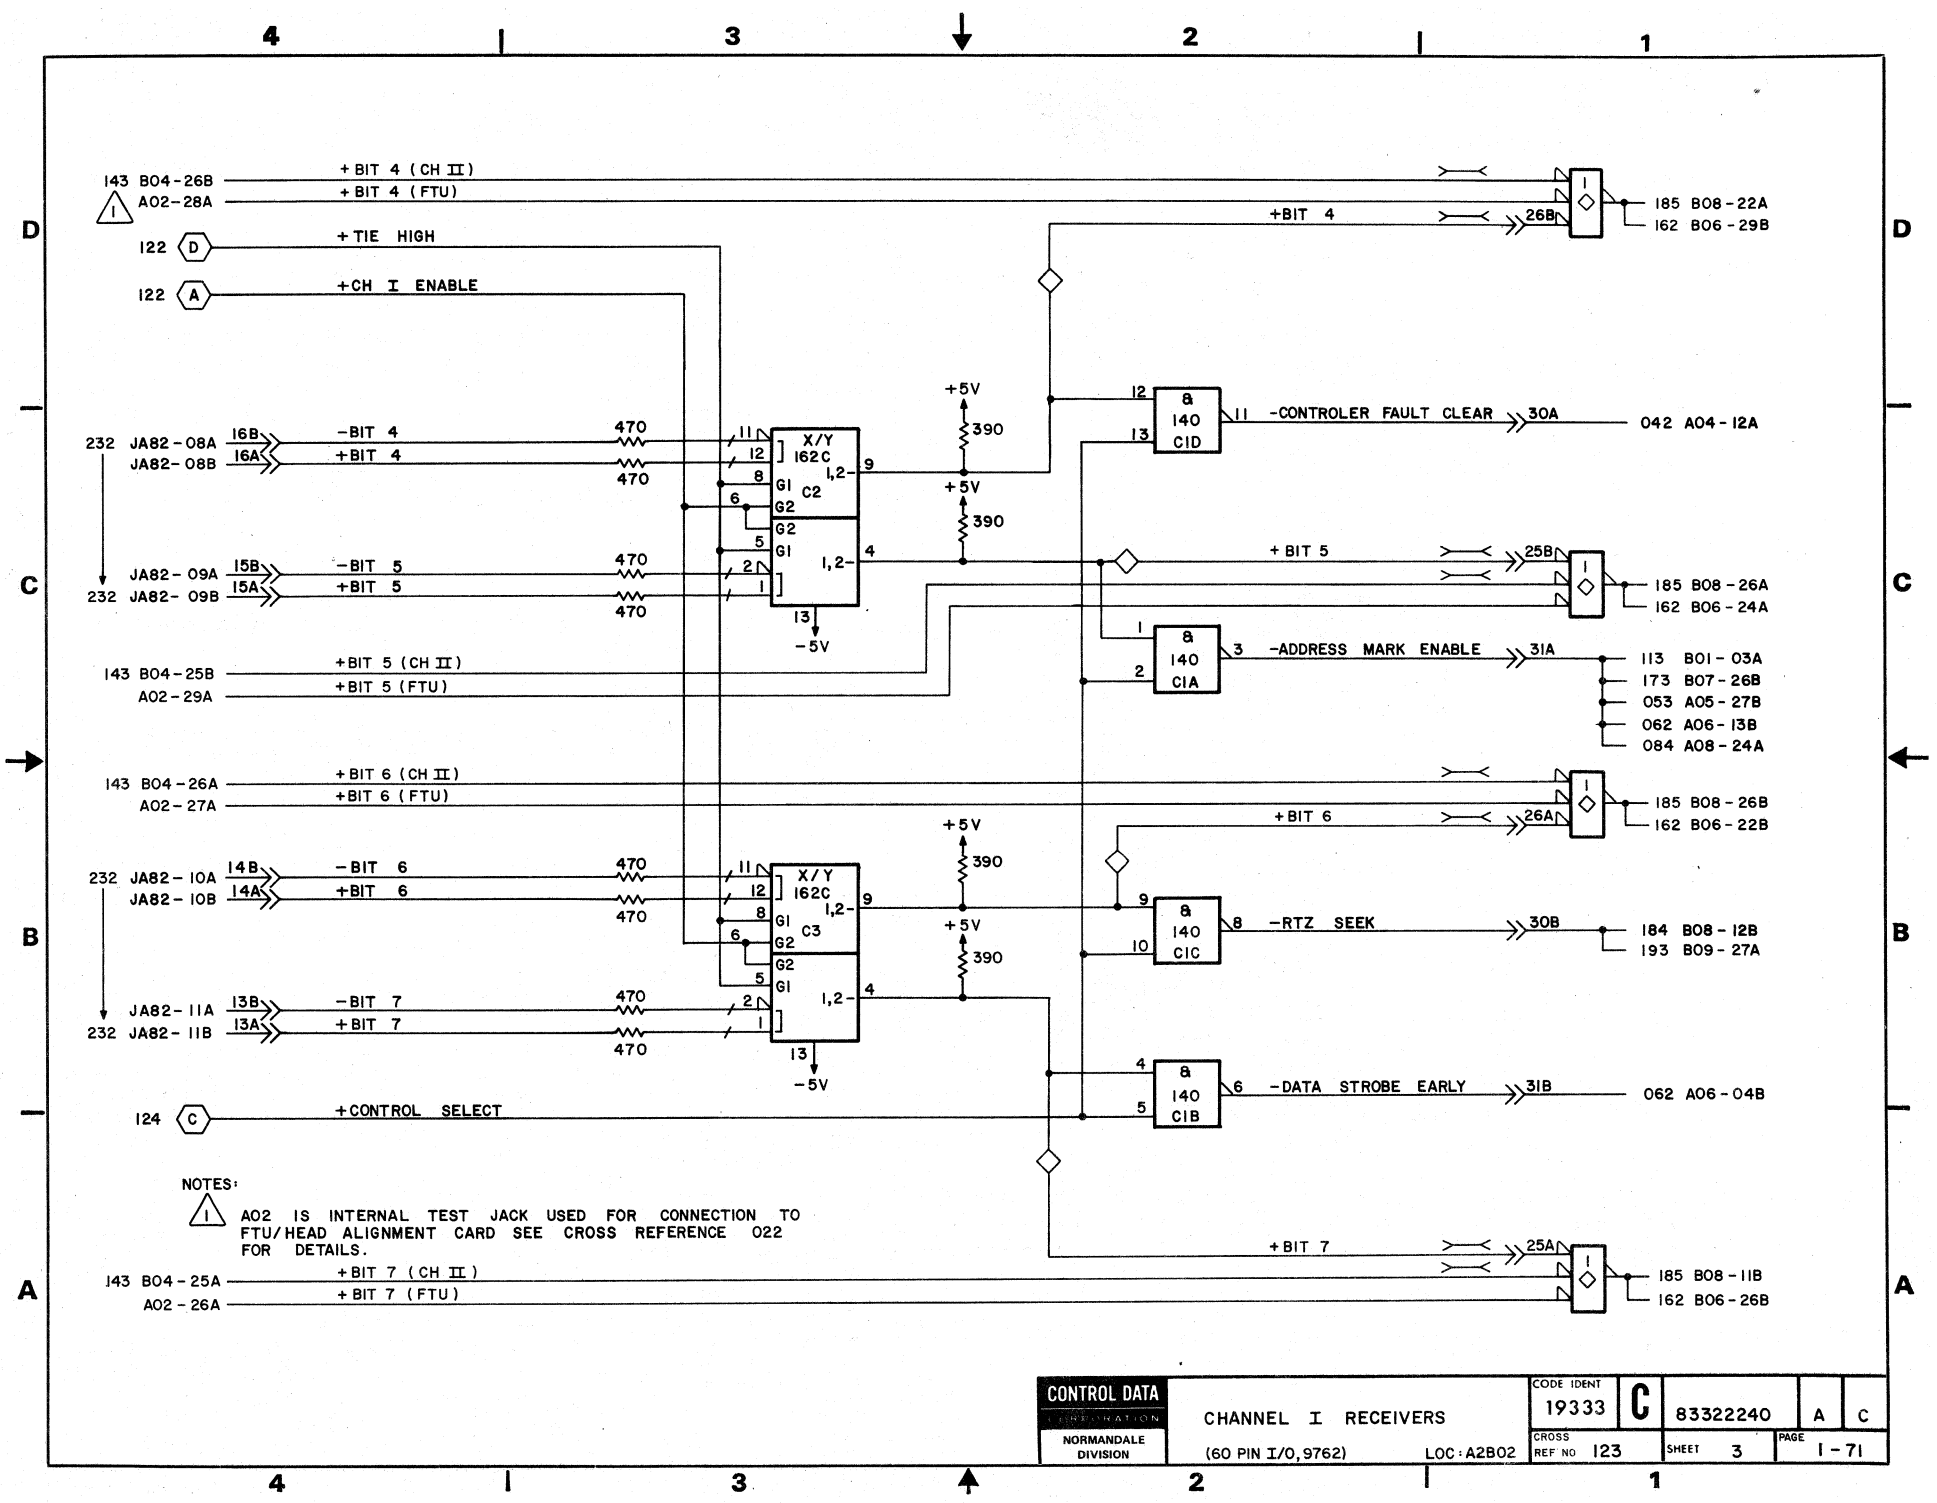 4 3 2 1
+BIT 4 (CH II)
143 B04-26B
+BIT 4 (FTU)
1 A02-28A
+BIT 4 26B
1
185 B08-22A
162 B06-29B
D D
122 D +TIE HIGH
122 A +CH I ENABLE
+5V
390
12 & 11 -CONTROLER FAULT CLEAR 30A 042 A04-12A
13 140
C1D
232 JA82-08A 16B -BIT 4 470 11
JA82-08B 16A +BIT 4 470 12
X/Y
162C
1,2- 9
8 G1 C2
6 G2
G2
5 G1
1,2- 4
+5V
390
+BIT 5 25B
1
185 B08-26A
162 B06-24A
JA82-09A 15B -BIT 5 470 2
232 JA82-09B 15A +BIT 5 470 1
13
-5V
C C
1 & 3 -ADDRESS MARK ENABLE 31A
140
2 C1A
113 B01-03A
173 B07-26B
053 A05-27B
062 A06-13B
084 A08-24A
143 B04-25B +BIT 5 (CH II)
A02-29A +BIT 5 (FTU)
143 B04-26A +BIT 6 (CH II)
A02-27A +BIT 6 (FTU)
+BIT 6 26A
1
185 B08-26B
162 B06-22B
+5V
390
232 JA82-10A 14B -BIT 6 470 11
JA82-10B 14A +BIT 6 470 12
X/Y
162C
1,2- 9
8 G1 C3
6 G2
G2
5 G1
1,2- 4
+5V
390
9 & 8 -RTZ SEEK 30B
140
10 C1C
184 B08-12B
193 B09-27A
B B
JA82-11A 13B -BIT 7 470 2
232 JA82-11B 13A +BIT 7 470 1
13
-5V
4 & 6 -DATA STROBE EARLY 31B 062 A06-04B
140
5 C1B
124 C +CONTROL SELECT
NOTES:
1 A02 IS INTERNAL TEST JACK USED FOR CONNECTION TO
FTU/HEAD ALIGNMENT CARD SEE CROSS REFERENCE 022
FOR DETAILS.
+BIT 7 25A
1
185 B08-11B
162 B06-26B
143 B04-25A +BIT 7 (CH II)
A02-26A +BIT 7 (FTU)
A A
CONTROL DATA
CORPORATION
NORMANDALE
DIVISION
CHANNEL I RECEIVERS
(60 PIN I/O,9762) LOC:A2B02
CODE IDENT
19333 C 83322240 A C
CROSS
REF NO 123 SHEET 3 PAGE 1-71
4 3 2 1